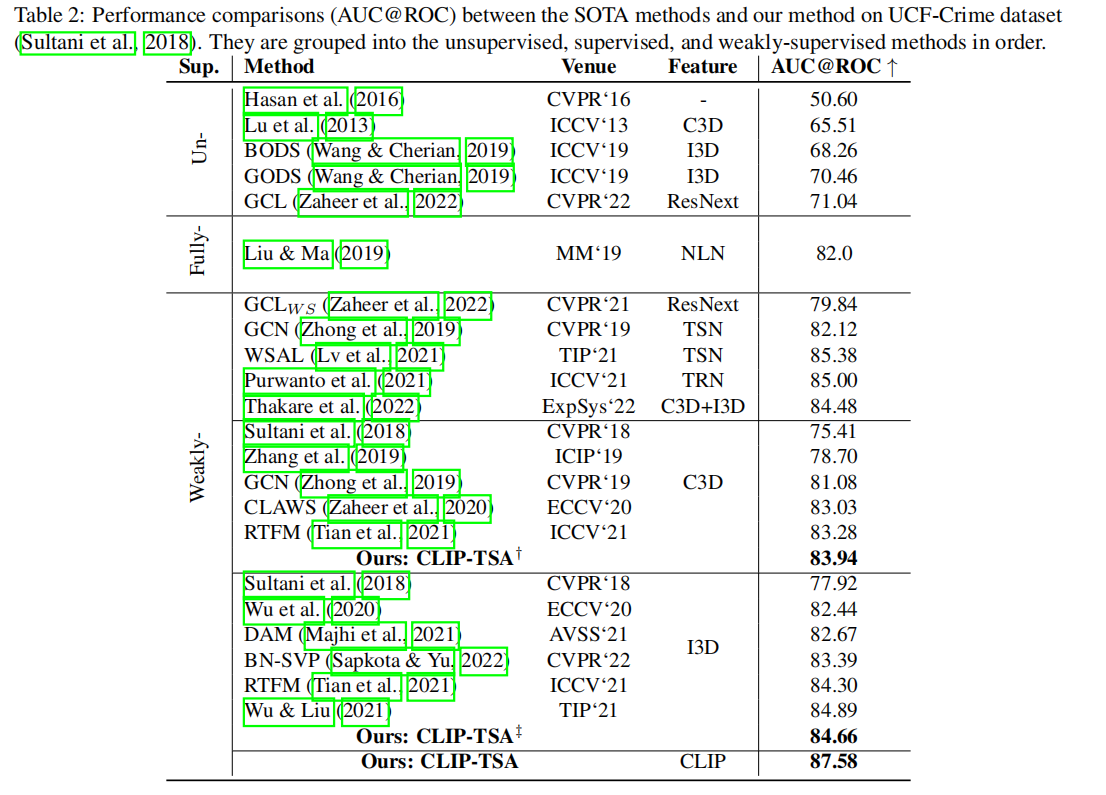 Table 2: Performance comparisons (AUC@ROC) between the SOTA methods and our method on UCF-Crime dataset
(Sultani et al., 2018). They are grouped into the unsupervised, supervised, and weakly-supervised methods in order.
Sup. Method Venue Feature AUC@ROC ↑
Un-
Hasan et al. (2016) CVPR‘16 - 50.60
Lu et al. (2013) ICCV‘13 C3D 65.51
BODS (Wang & Cherian, 2019) ICCV‘19 I3D 68.26
GODS (Wang & Cherian, 2019) ICCV‘19 I3D 70.46
GCL (Zaheer et al., 2022) CVPR‘22 ResNext 71.04
Fully-
Liu & Ma (2019) MM‘19 NLN 82.0
Weakly-
GCL_WS (Zaheer et al., 2022) CVPR‘21 ResNext 79.84
GCN (Zhong et al., 2019) CVPR‘19 TSN 82.12
WSAL (Lv et al., 2021) TIP‘21 TSN 85.38
Purwanto et al. (2021) ICCV‘21 TRN 85.00
Thakare et al. (2022) ExpSys‘22 C3D+I3D 84.48
Sultani et al. (2018) CVPR‘18 75.41
Zhang et al. (2019) ICIP‘19 78.70
GCN (Zhong et al., 2019) CVPR‘19 C3D 81.08
CLAWS (Zaheer et al., 2020) ECCV‘20 83.03
RTFM (Tian et al., 2021) ICCV‘21 83.28
Ours: CLIP-TSA† 83.94
Sultani et al. (2018) CVPR‘18 77.92
Wu et al. (2020) ECCV‘20 82.44
DAM (Majhi et al., 2021) AVSS‘21 82.67
I3D
BN-SVP (Sapkota & Yu, 2022) CVPR‘22 83.39
RTFM (Tian et al., 2021) ICCV‘21 84.30
Wu & Liu (2021) TIP‘21 84.89
Ours: CLIP-TSA‡ 84.66
Ours: CLIP-TSA CLIP 87.58